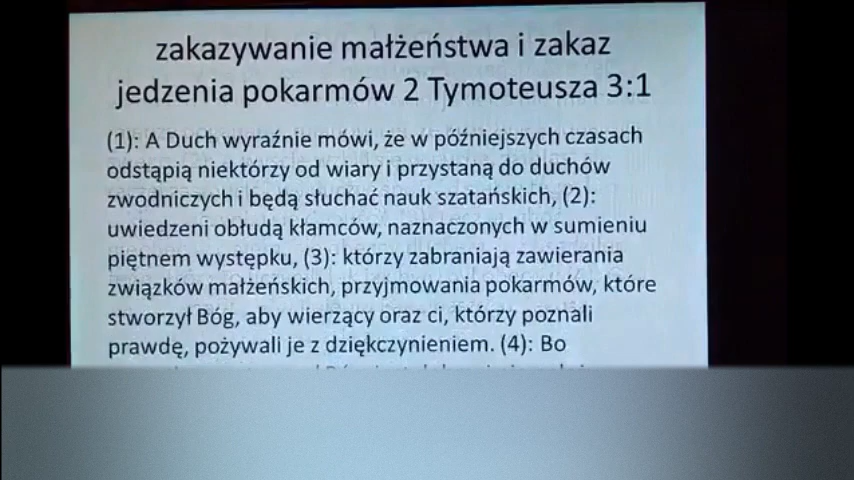 zakazywanie małżeństwa i zakaz
jedzenia pokarmów 2 Tymoteusza 3:1
(1): A Duch wyraźnie mówi, że w późniejszych czasach
odstąpią niektórzy od wiary i przystaną do duchów
zwodniczych i będą słuchać nauk szatańskich, (2):
uwiedzeni obłudą kłamców, naznaczonych w sumieniu
piętnem występku, (3): którzy zabraniają zawierania
związków małżeńskich, przyjmowania pokarmów, które
stworzył Bóg, aby wierzący oraz ci, którzy poznali
prawdę, pożywali je z dziękczynieniem. (4): Bo